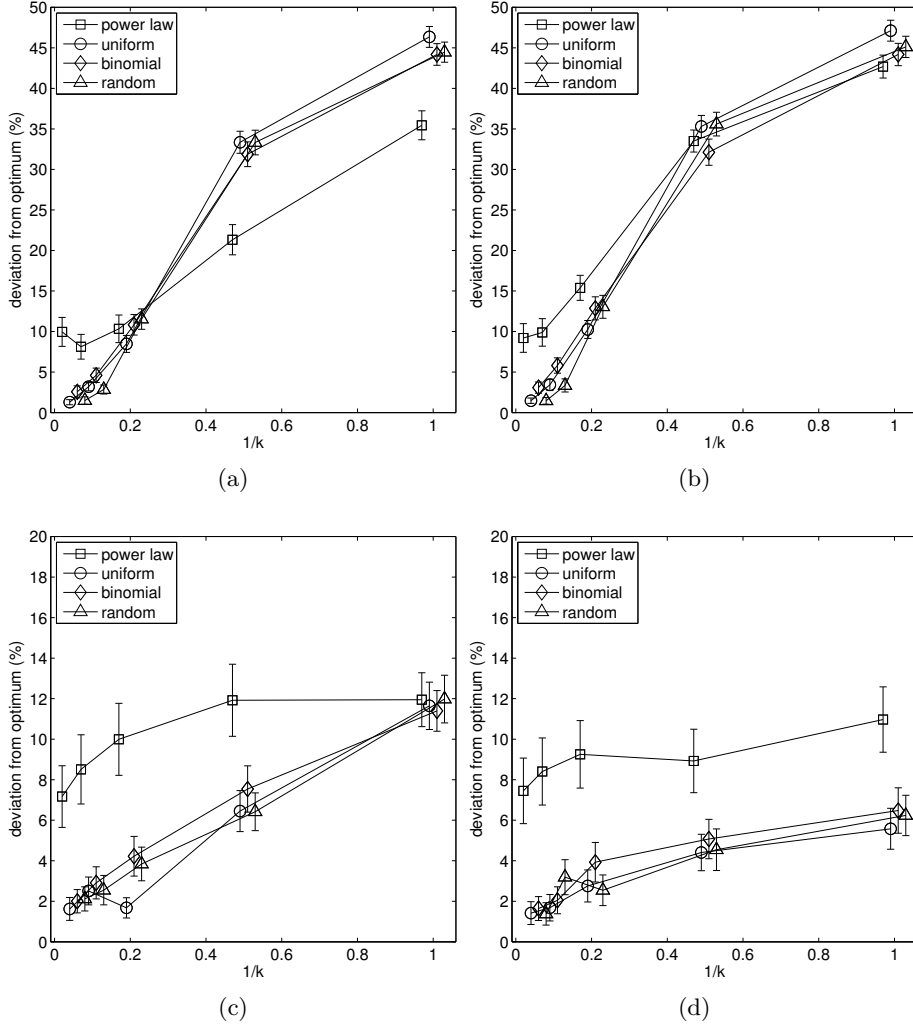 50
45
40
35
30
25
20
15
10
5
0
deviation from optimum (%)
power law
uniform
binomial
random
0 0.2 0.4 0.6 0.8 1
1/k
(a)
50
45
40
35
30
25
20
15
10
5
0
deviation from optimum (%)
power law
uniform
binomial
random
0 0.2 0.4 0.6 0.8 1
1/k
(b)
20
18
16
14
12
10
8
6
4
2
0
deviation from optimum (%)
power law
uniform
binomial
random
0 0.2 0.4 0.6 0.8 1
1/k
(c)
20
18
16
14
12
10
8
6
4
2
0
deviation from optimum (%)
power law
uniform
binomial
random
0 0.2 0.4 0.6 0.8 1
1/k
(d)